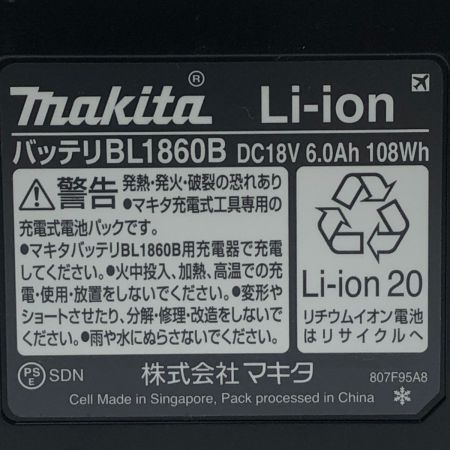 makita® Li-ion
バッテリBL1860B DC18V 6.0Ah 108Wh
警告 発熱・発火・破裂の恐れあり
●マキタ充電式工具専用の
充電式電池パックです。
●マキタバッテリBL1860B用充電器で充電
してください。●火中投入、加熱、高温での充
電・使用・放置をしないでください。●変形や
ショートさせたり、分解・修理・改造をしないで
ください。●雨や水にぬらさないでください。
Li-ion 20
リチウムイオン電池
はリサイクルへ
PS
E
SDN
株式会社マキタ
807F95A8
Cell Made in Singapore, Pack processed in China